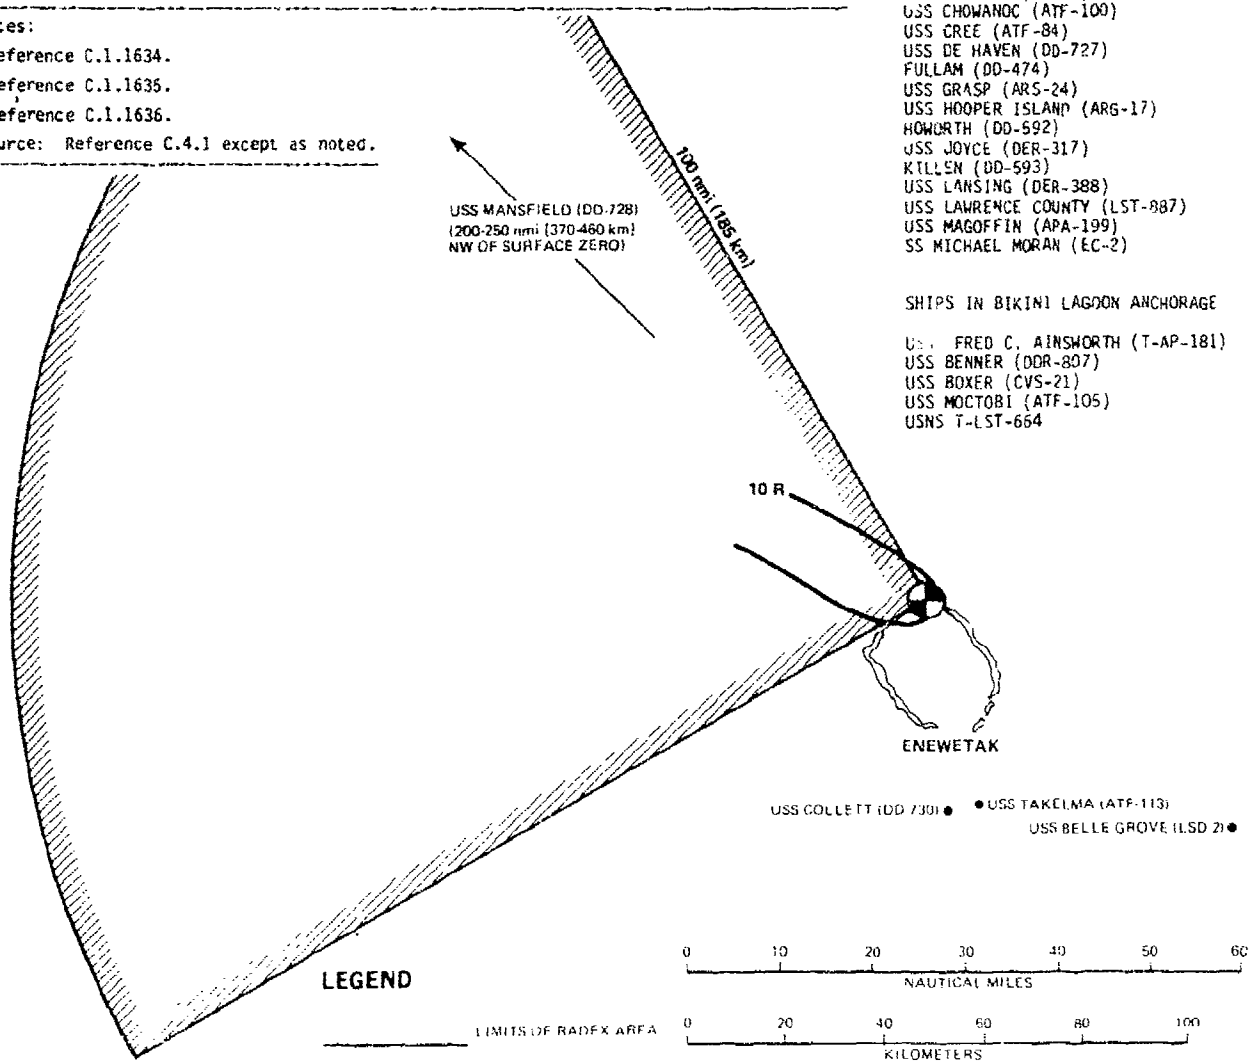 tes:
eference C.1.1634.
eference C.1.1635.
eference C.1.1636.
urce: Reference C.4.1 except as noted.
USS CHOWANOC (ATF-100)
USS CREE (ATF-84)
USS DE HAVEN (DD-727)
FULLAM (DD-474)
USS GRASP (ARS-24)
USS HOOPER ISLAND (ARG-17)
HOWORTH (DD-592)
USS JOYCE (DER-317)
KILLEN (DD-593)
USS LANSING (DER-388)
USS LAWRENCE COUNTY (LST-887)
USS MAGOFFIN (APA-199)
SS MICHAEL MORAN (EC-2)
SHIPS IN BIKINI LAGOON ANCHORAGE
FRED C. AINSWORTH (T-AP-181)
USS BENNER (DDR-807)
USS BOXER (CVS-21)
USS MOCTOBI (ATF-105)
USNS T-LST-664
100 nmi (185 km)
USS MANSFIELD (DD-728)
(200-250 nmi [370-460 km]
NW OF SURFACE ZERO)
10 R
ENEWETAK
USS COLLETT (DD 730)
USS TAKELMA (ATF-113)
USS BELLE GROVE (LSD 2)
LEGEND
LIMITS OF RADEX AREA
0 10 20 30 40 50 60
NAUTICAL MILES
0 20 40 60 80 100
KILOMETERS